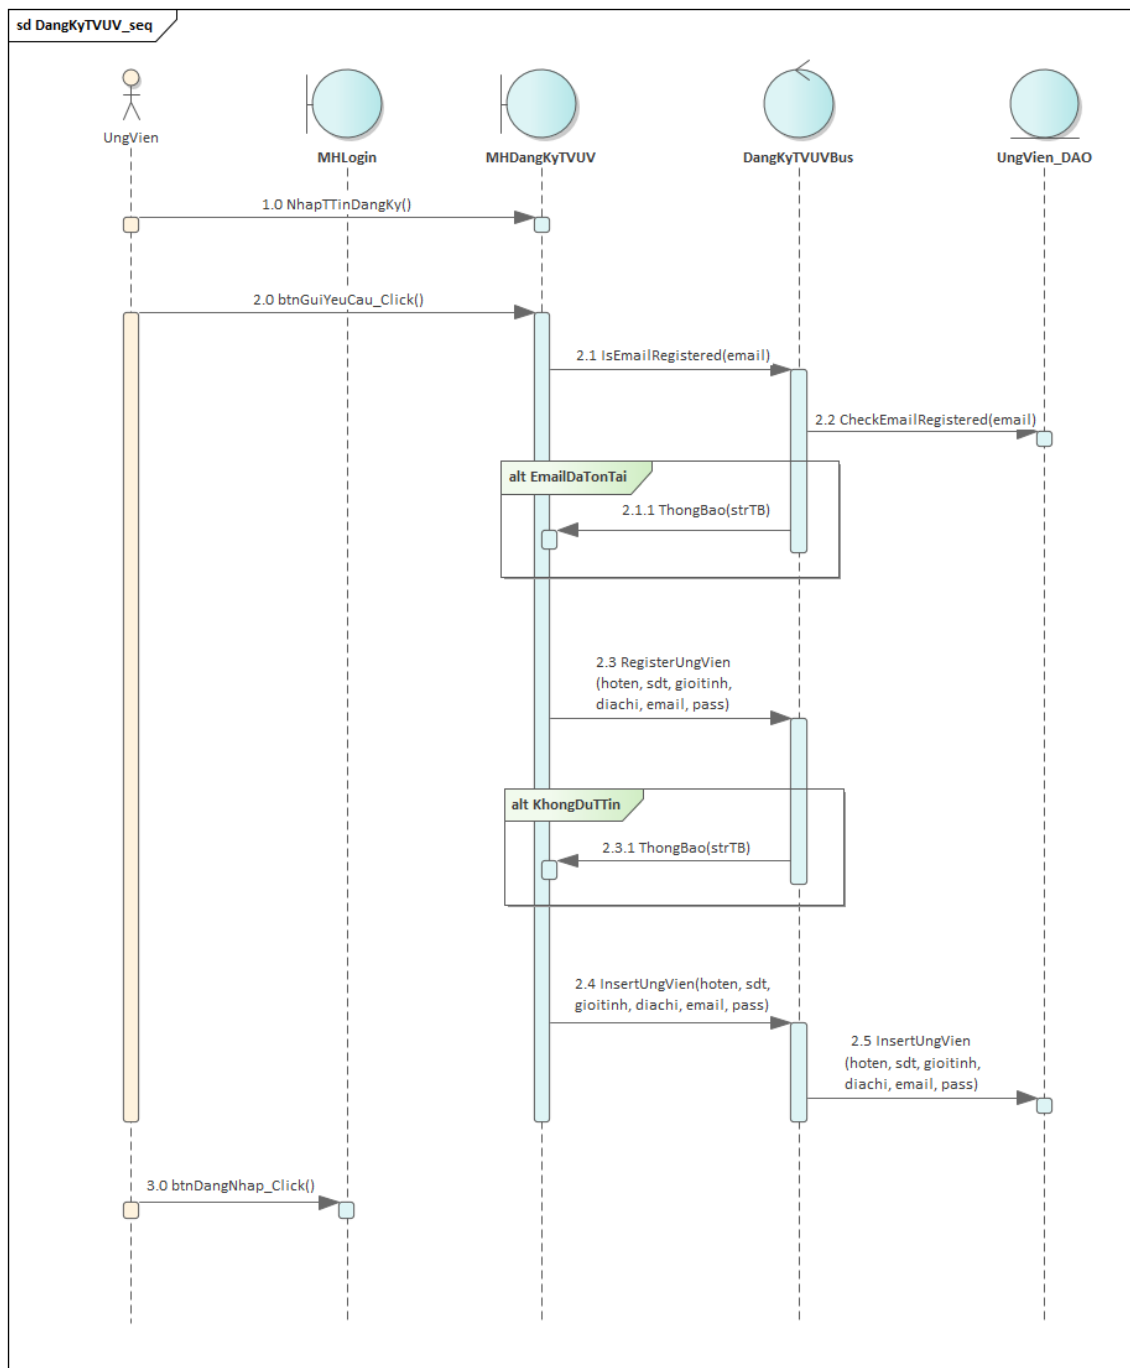 sd DangKyTVUV_seq
UngVien
MHLogin
MHDangKyTVUV
DangKyTVUVBus
UngVien_DAO
1.0 NhapTTinDangKy()
2.0 btnGuiYeuCau_Click()
2.1 IsEmailRegistered(email)
2.2 CheckEmailRegistered(email)
alt EmailDaTonTai
2.1.1 ThongBao(strTB)
2.3 RegisterUngVien
(hoten, sdt, gioitinh,
diachi, email, pass)
alt KhongDuTTin
2.3.1 ThongBao(strTB)
2.4 InsertUngVien(hoten, sdt,
gioitinh, diachi, email, pass)
2.5 InsertUngVien
(hoten, sdt, gioitinh,
diachi, email, pass)
3.0 btnDangNhap_Click()